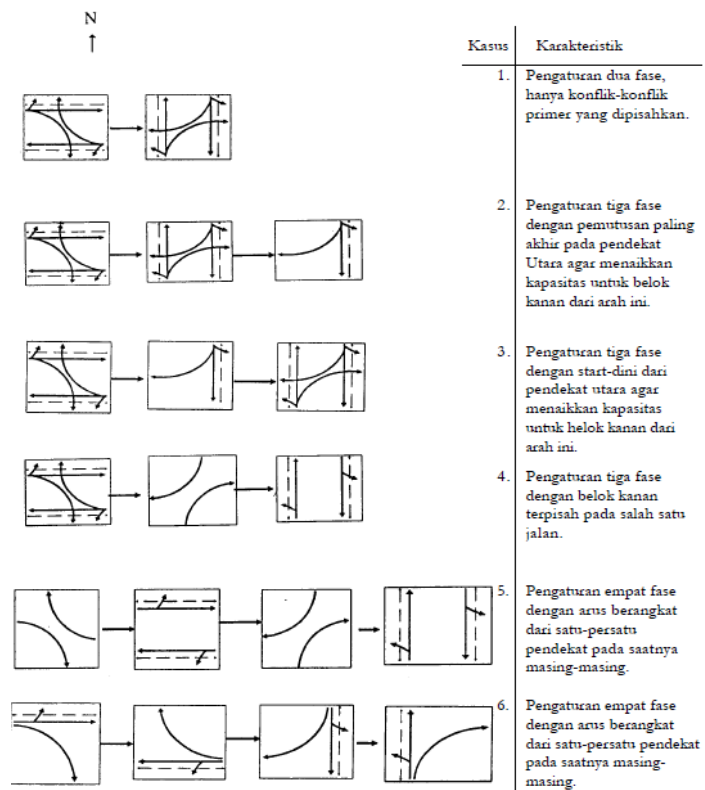 N
Kasus Karakteristik
1. Pengaturan dua fase,
hanya konflik-konflik
primer yang dipisahkan.
2. Pengaturan tiga fase
dengan pemutusan paling
akhir pada pendekat
Utara agar menaikkan
kapasitas untuk belok
kanan dari arah ini.
3. Pengaturan tiga fase
dengan start-dini dari
pendekat utara agar
menaikkan kapasitas
untuk helok kanan dari
arah ini.
4. Pengaturan tiga fase
dengan belok kanan
terpisah pada salah satu
jalan.
5. Pengaturan empat fase
dengan arus berangkat
dari satu-persatu
pendekat pada saatnya
masing-masing.
6. Pengaturan empat fase
dengan arus berangkat
dari satu-persatu pendekat
pada saatnya masing-
masing.